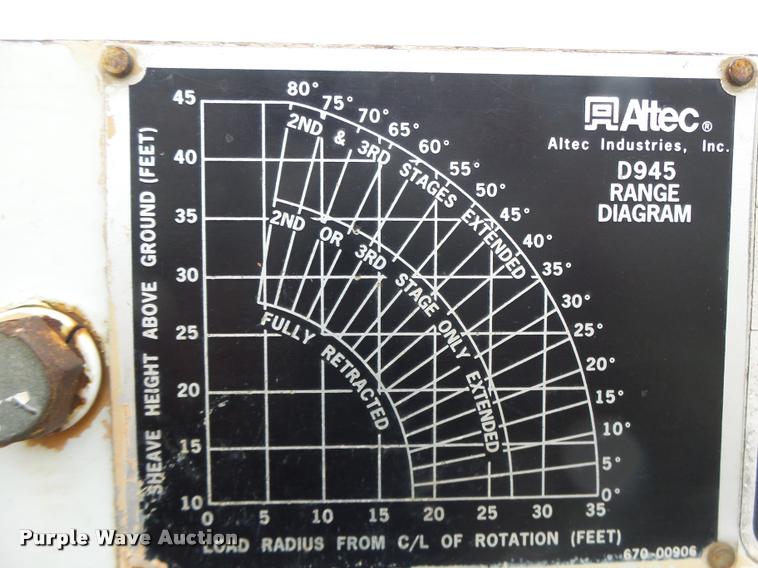 Altec®
Altec Industries, Inc.
D945
RANGE
DIAGRAM
80°
75°
70°
65°
60°
55°
50°
45°
40°
35°
30°
25°
20°
15°
10°
5°
0°
2ND & 3RD STAGES EXTENDED
2ND OR 3RD STAGE ONLY EXTENDED
FULLY RETRACTED
SHEAVE HEIGHT ABOVE GROUND (FEET)
45
40
35
30
25
20
15
10
0 5 10 15 20 25 30 35
LOAD RADIUS FROM C/L OF ROTATION (FEET)
670-00906
Purple Wave Auction